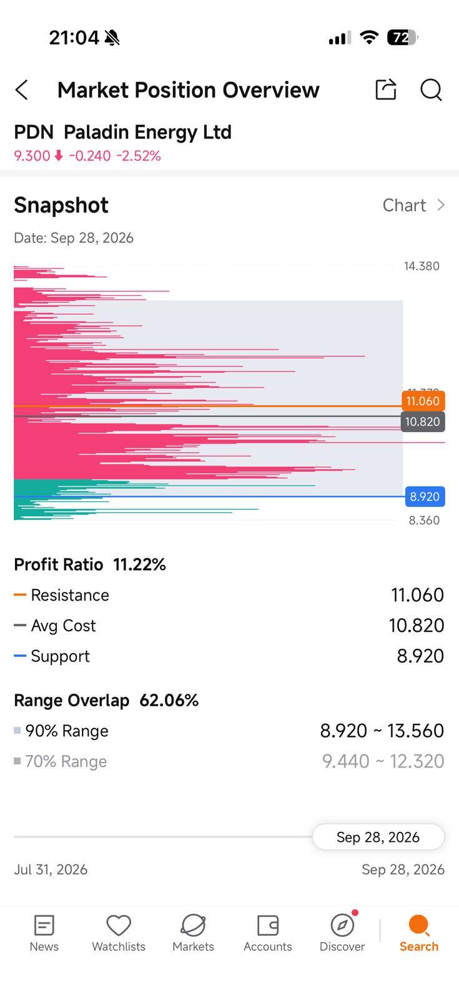 21:04
72
Market Position Overview
PDN Paladin Energy Ltd
9.300 -0.240 -2.52%
Snapshot
Chart
Date: Sep 28, 2026
14.380
11.060
10.820
8.920
8.360
Profit Ratio 11.22%
Resistance 11.060
Avg Cost 10.820
Support 8.920
Range Overlap 62.06%
90% Range 8.920 ~ 13.560
70% Range 9.440 ~ 12.320
Sep 28, 2026
Jul 31, 2026 Sep 28, 2026
News Watchlists Markets Accounts Discover Search